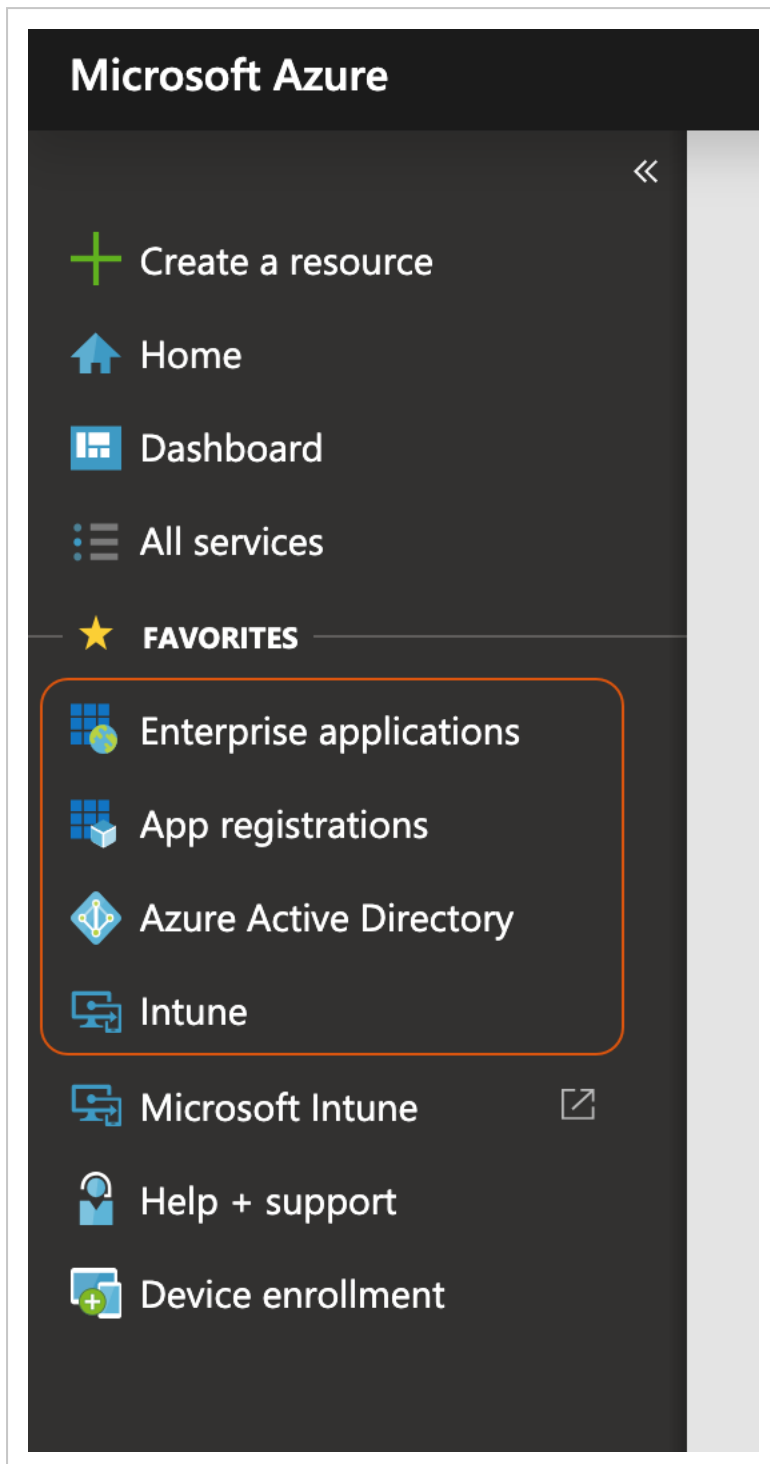 Microsoft Azure
Create a resource
Home
Dashboard
All services
FAVORITES
Enterprise applications
App registrations
Azure Active Directory
Intune
Microsoft Intune
Help + support
Device enrollment